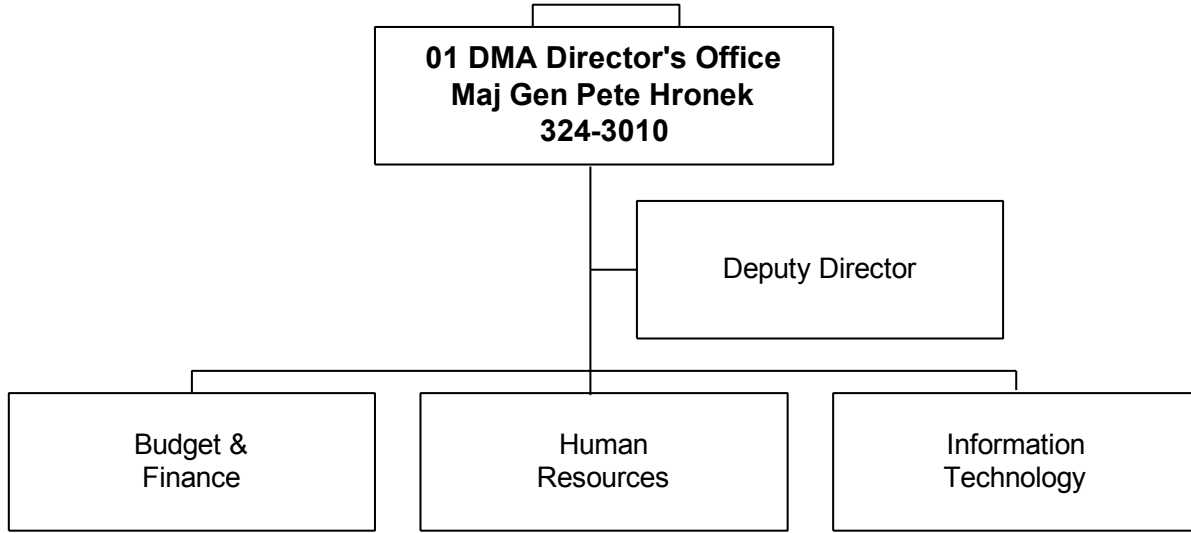 01 DMA Director's Office
Maj Gen Pete Hronek
324-3010
Deputy Director
Budget &
Finance
Human
Resources
Information
Technology